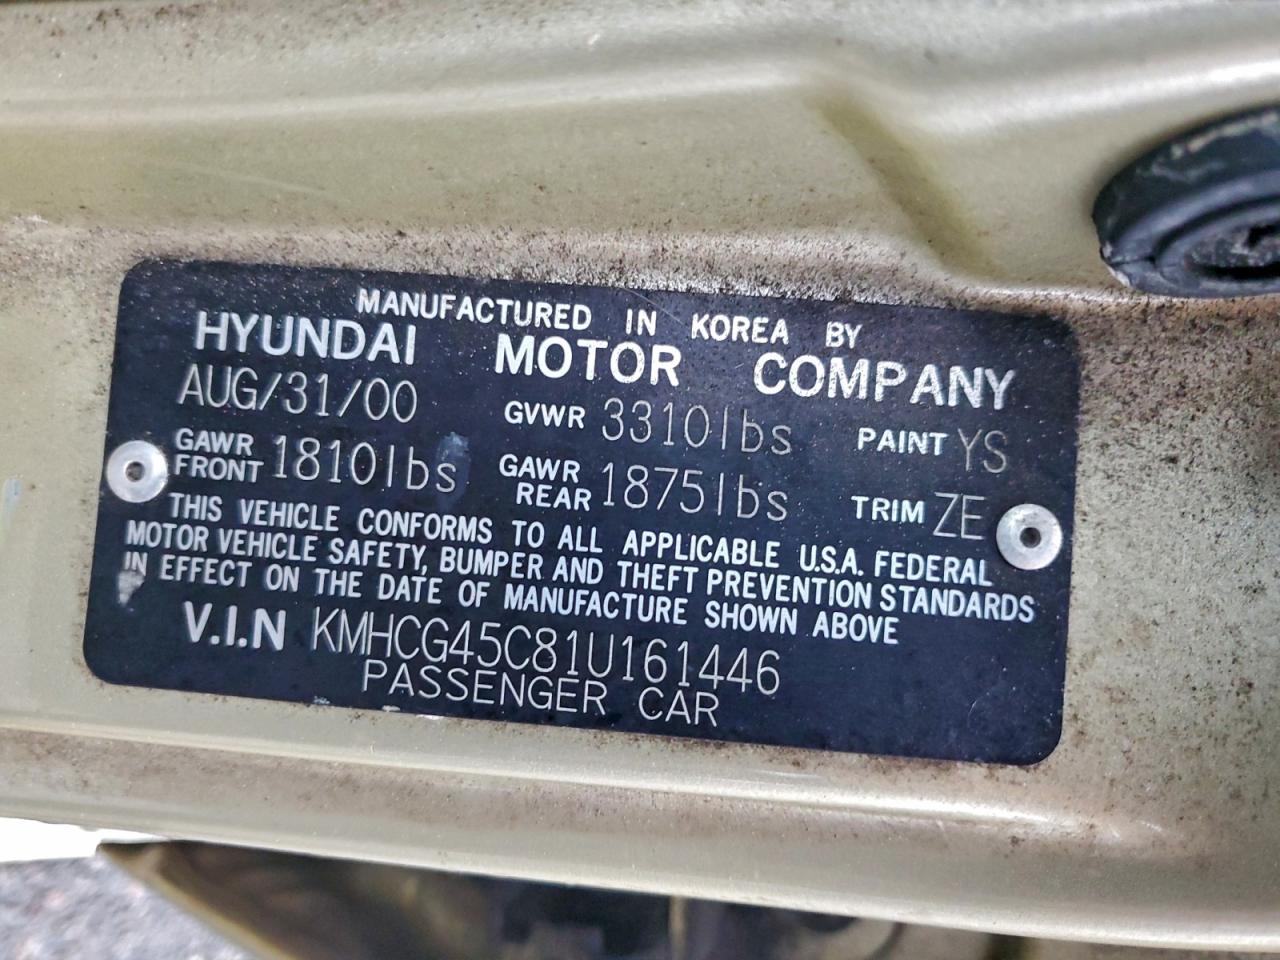 MANUFACTURED IN KOREA BY
HYUNDAI MOTOR COMPANY
AUG/31/00 GVWR 3310lbs PAINT YS
GAWR FRONT 1810lbs GAWR REAR 1875lbs TRIM ZE
THIS VEHICLE CONFORMS TO ALL APPLICABLE U.S.A. FEDERAL
MOTOR VEHICLE SAFETY, BUMPER AND THEFT PREVENTION STANDARDS
IN EFFECT ON THE DATE OF MANUFACTURE SHOWN ABOVE
V.I.N KMHCG45C81U161446
PASSENGER CAR